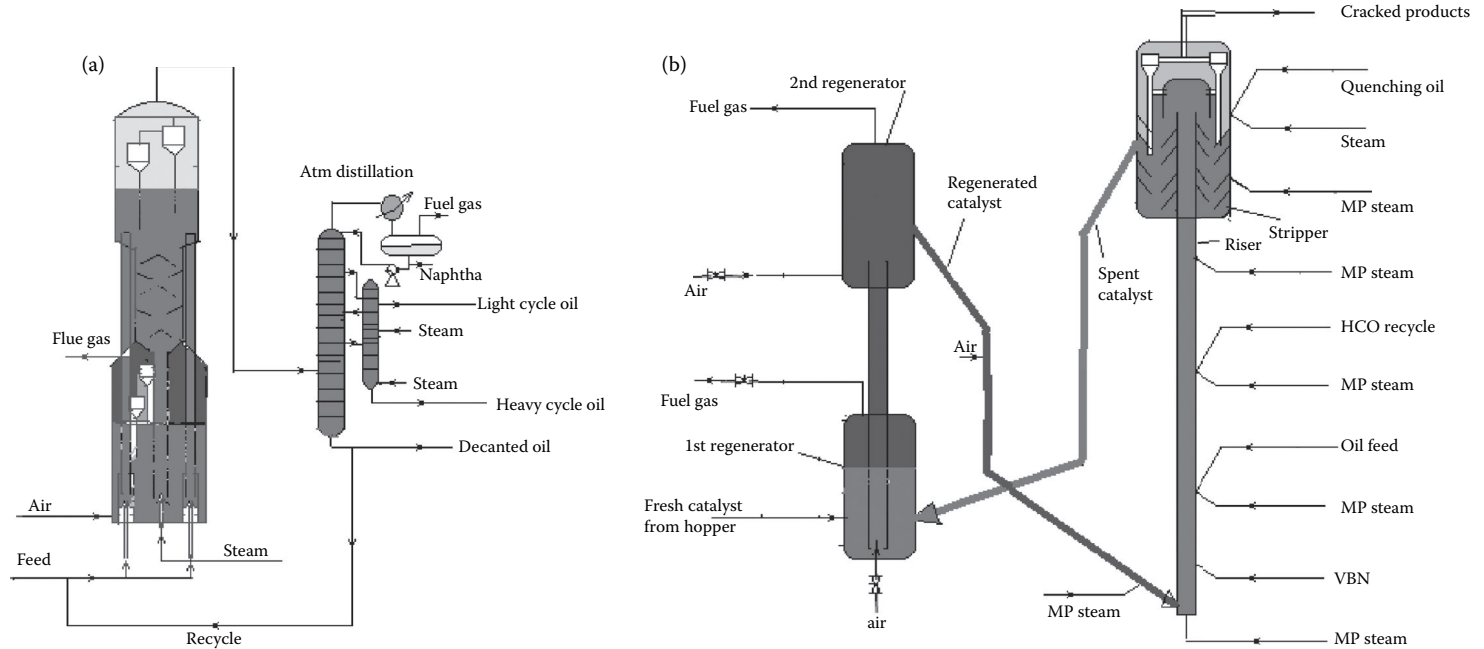 (a)
Atm distillation
Fuel gas
Naphtha
Light cycle oil
Steam
Flue gas
Steam
Heavy cycle oil
Decanted oil
Air
Steam
Feed
Recycle
(b)
Cracked products
2nd regenerator
Fuel gas
Quenching oil
Steam
Regenerated
catalyst
MP steam
Stripper
Riser
Spent
catalyst
MP steam
Air
HCO recycle
Air
MP steam
Fuel gas
1st regenerator
Oil feed
Fresh catalyst
from hopper
MP steam
VBN
MP steam
air
MP steam